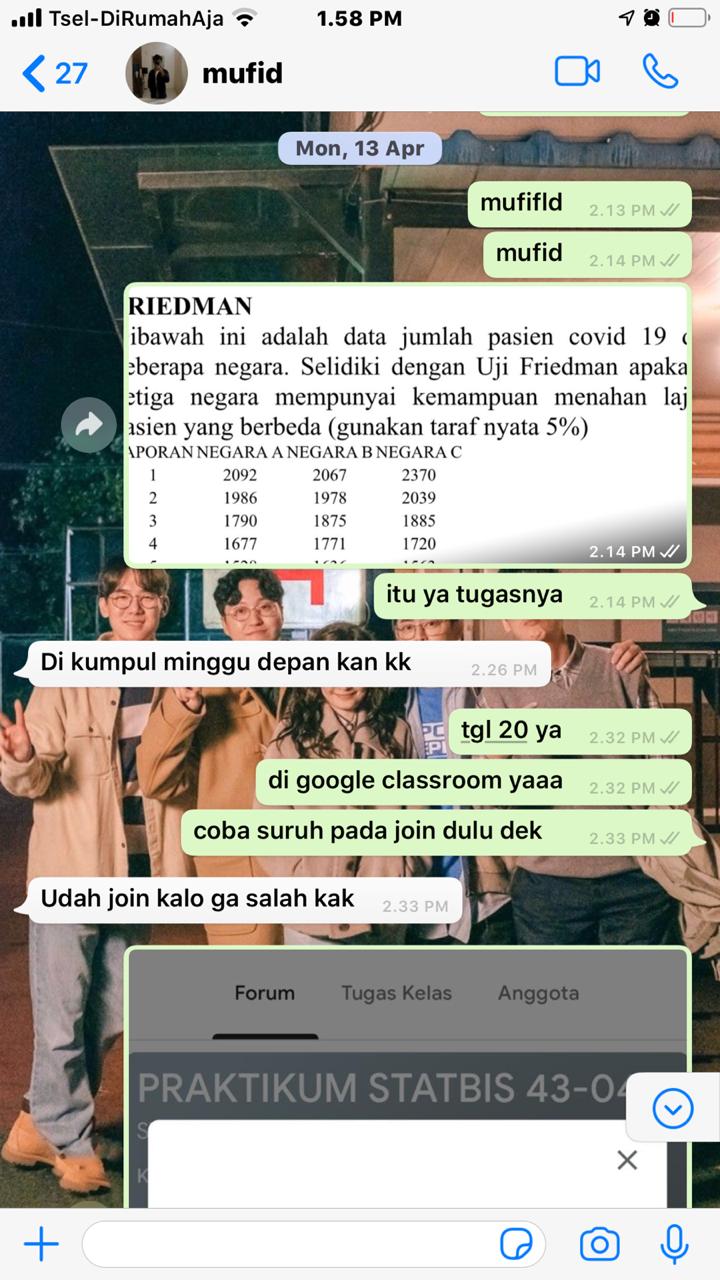 Tsel-DiRumahAja 1.58 PM
27 mufid
Mon, 13 Apr
mufifld 2.13 PM
mufid 2.14 PM
RIEDMAN
ibawah ini adalah data jumlah pasien covid 19
eberapa negara. Selidiki dengan Uji Friedman apaka
etiga negara mempunyai kemampuan menahan laj
asien yang berbeda (gunakan taraf nyata 5%)
APORAN NEGARA A NEGARA B NEGARA C
1 2092 2067 2370
2 1986 1978 2039
3 1790 1875 1885
4 1677 1771 1720
2.14 PM
itu ya tugasnya 2.14 PM
Di kumpul minggu depan kan kk 2.26 PM
tgl 20 ya 2.32 PM
di google classroom yaaa 2.32 PM
coba suruh pada join dulu dek 2.33 PM
Udah join kalo ga salah kak 2.33 PM
Forum Tugas Kelas Anggota
PRAKTIKUM STATBIS 43-04
S
K